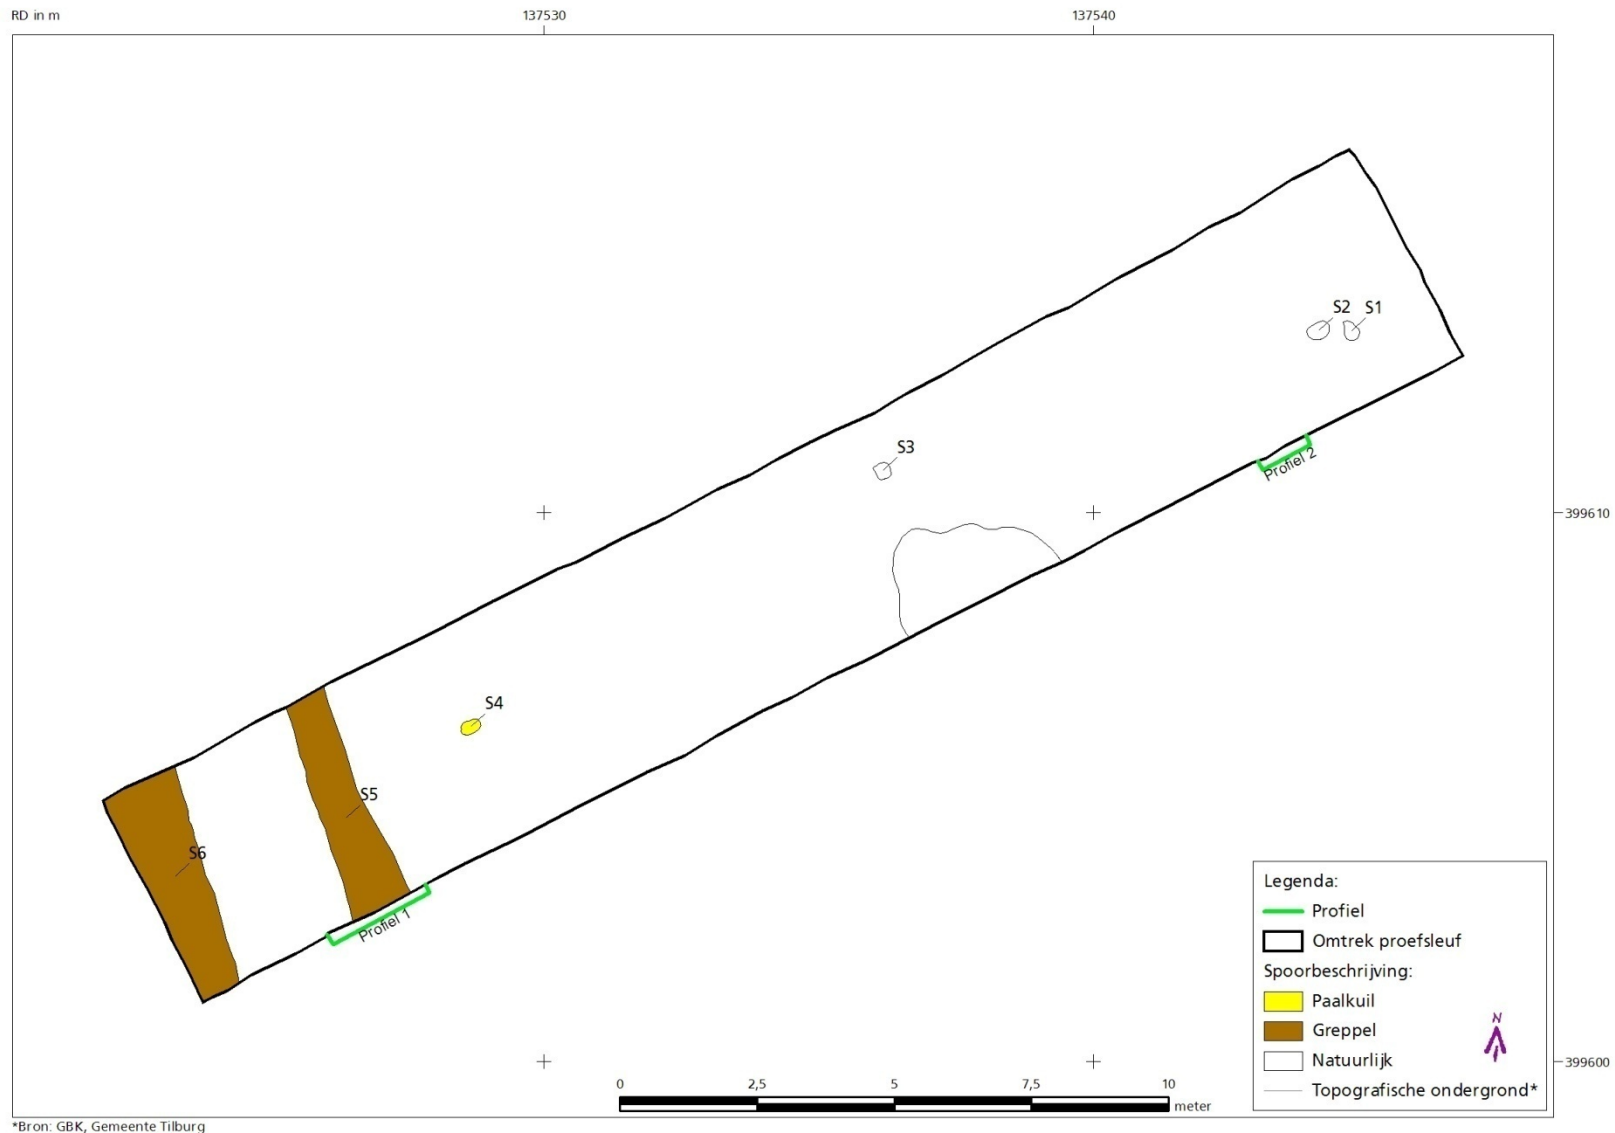 RD in m 137530 137540
S2 S1
S3
Profiel 2
399610
S4
S5
S6
Profiel 1
Legenda:
Profiel
Omtrek proefsleuf
Spoorbeschrijving:
Paalkuil
Greppel
Natuurlijk
Topografische ondergrond*
N
399600
0 2,5 5 7,5 10
meter
*Bron: GBK, Gemeente Tilburg